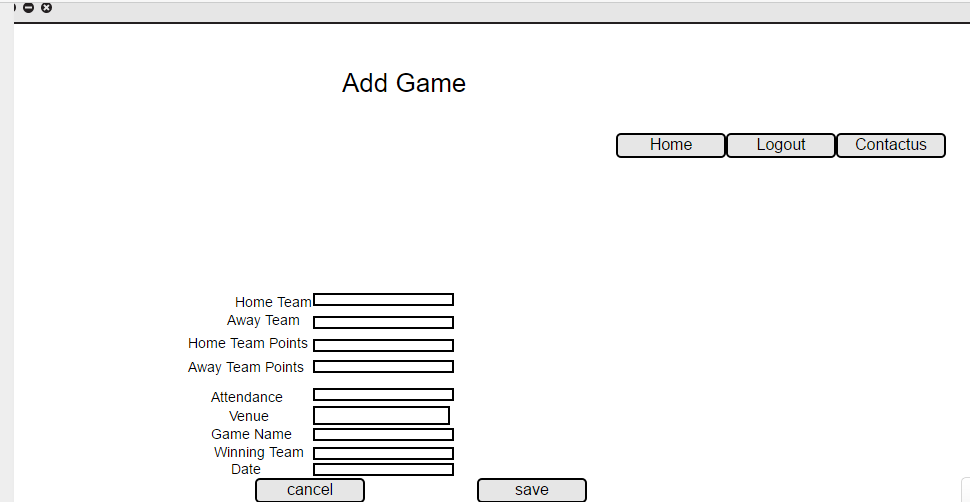 Add Game
Home Logout Contactus
Home Team
Away Team
Home Team Points
Away Team Points
Attendance
Venue
Game Name
Winning Team
Date
cancel save